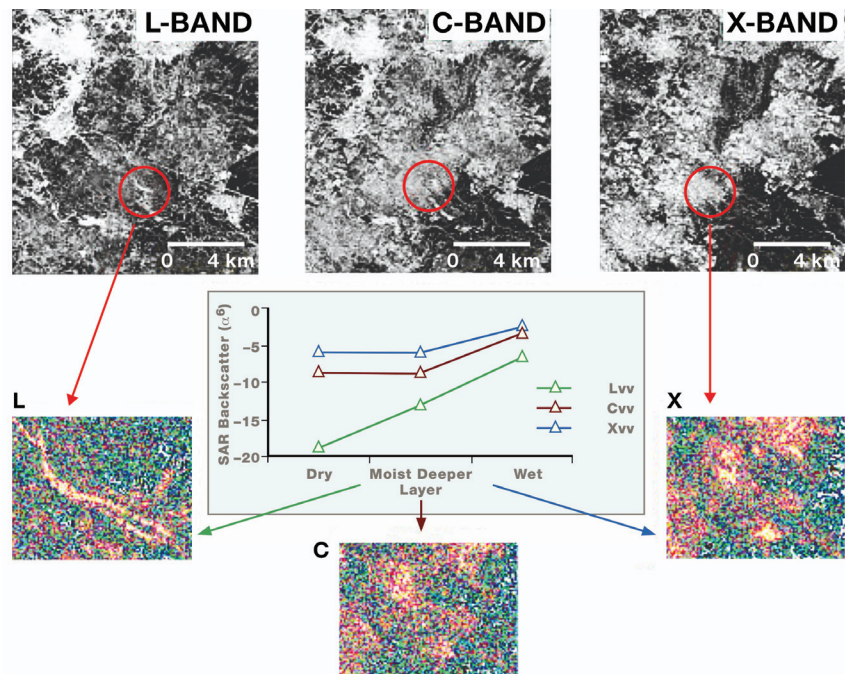 L-BAND
C-BAND
X-BAND
0 4 km
0 4 km
0 4 km
SAR Backscatter (α⁶)
0
–5
–10
–15
–20
Dry
Moist Deeper
Layer
Wet
Lvv
Cvv
Xvv
L
X
C